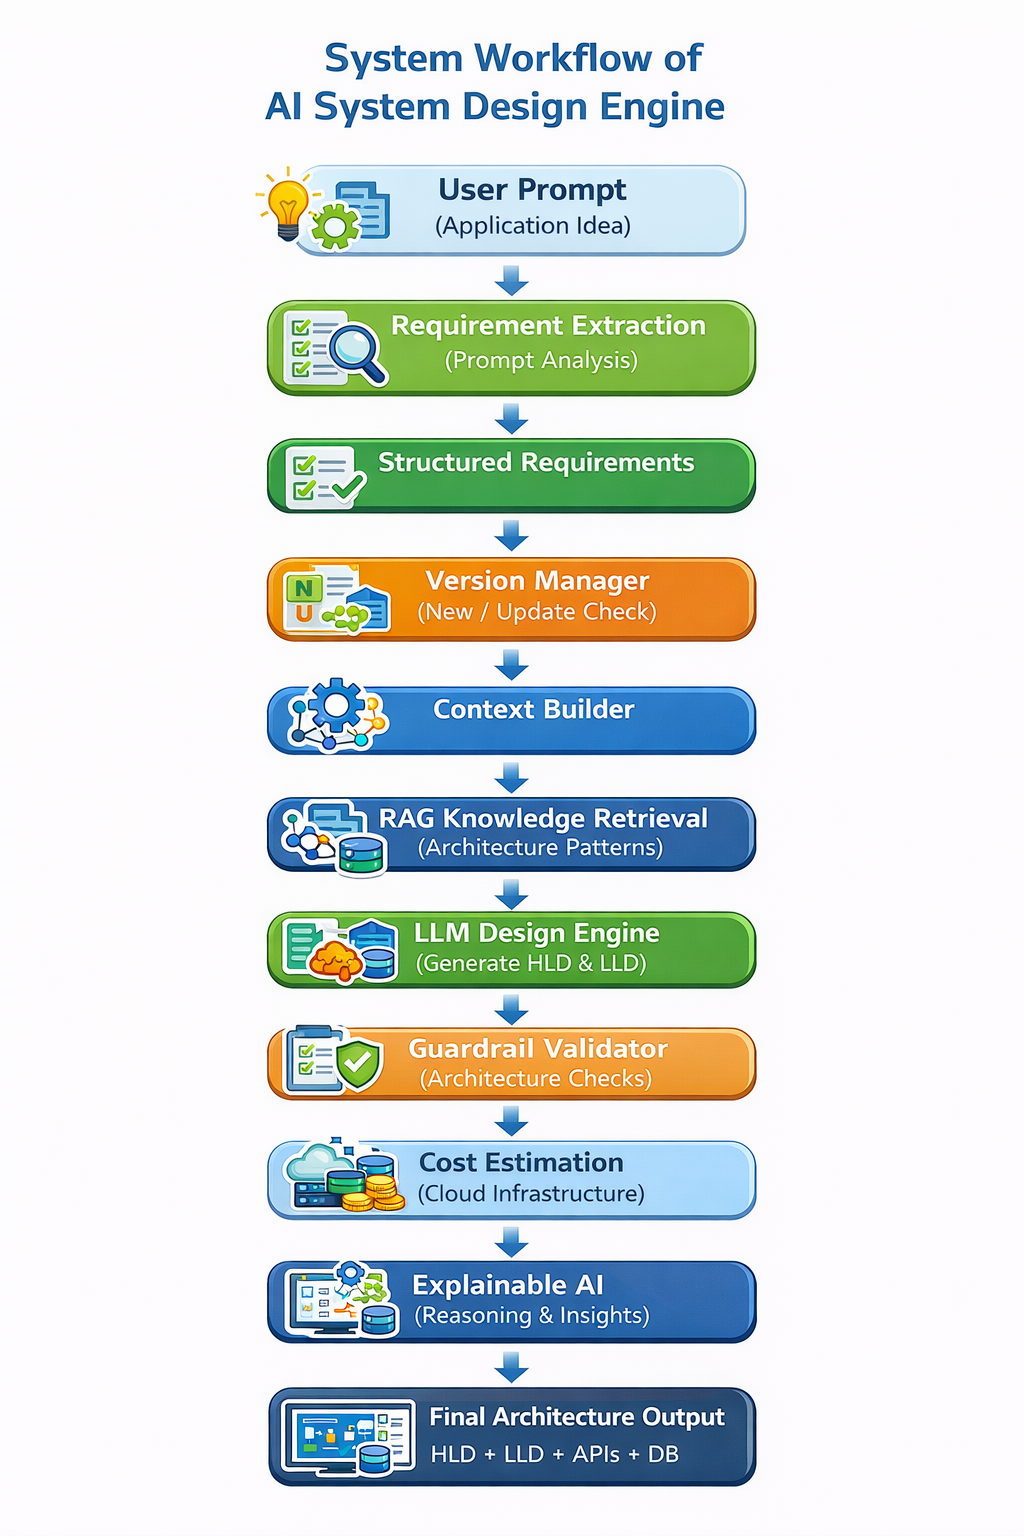 System Workflow of
AI System Design Engine
User Prompt
(Application Idea)
Requirement Extraction
(Prompt Analysis)
Structured Requirements
N
U
Version Manager
(New / Update Check)
Context Builder
RAG Knowledge Retrieval
(Architecture Patterns)
LLM Design Engine
(Generate HLD & LLD)
Guardrail Validator
(Architecture Checks)
Cost Estimation
(Cloud Infrastructure)
Explainable AI
(Reasoning & Insights)
Final Architecture Output
HLD + LLD + APIs + DB